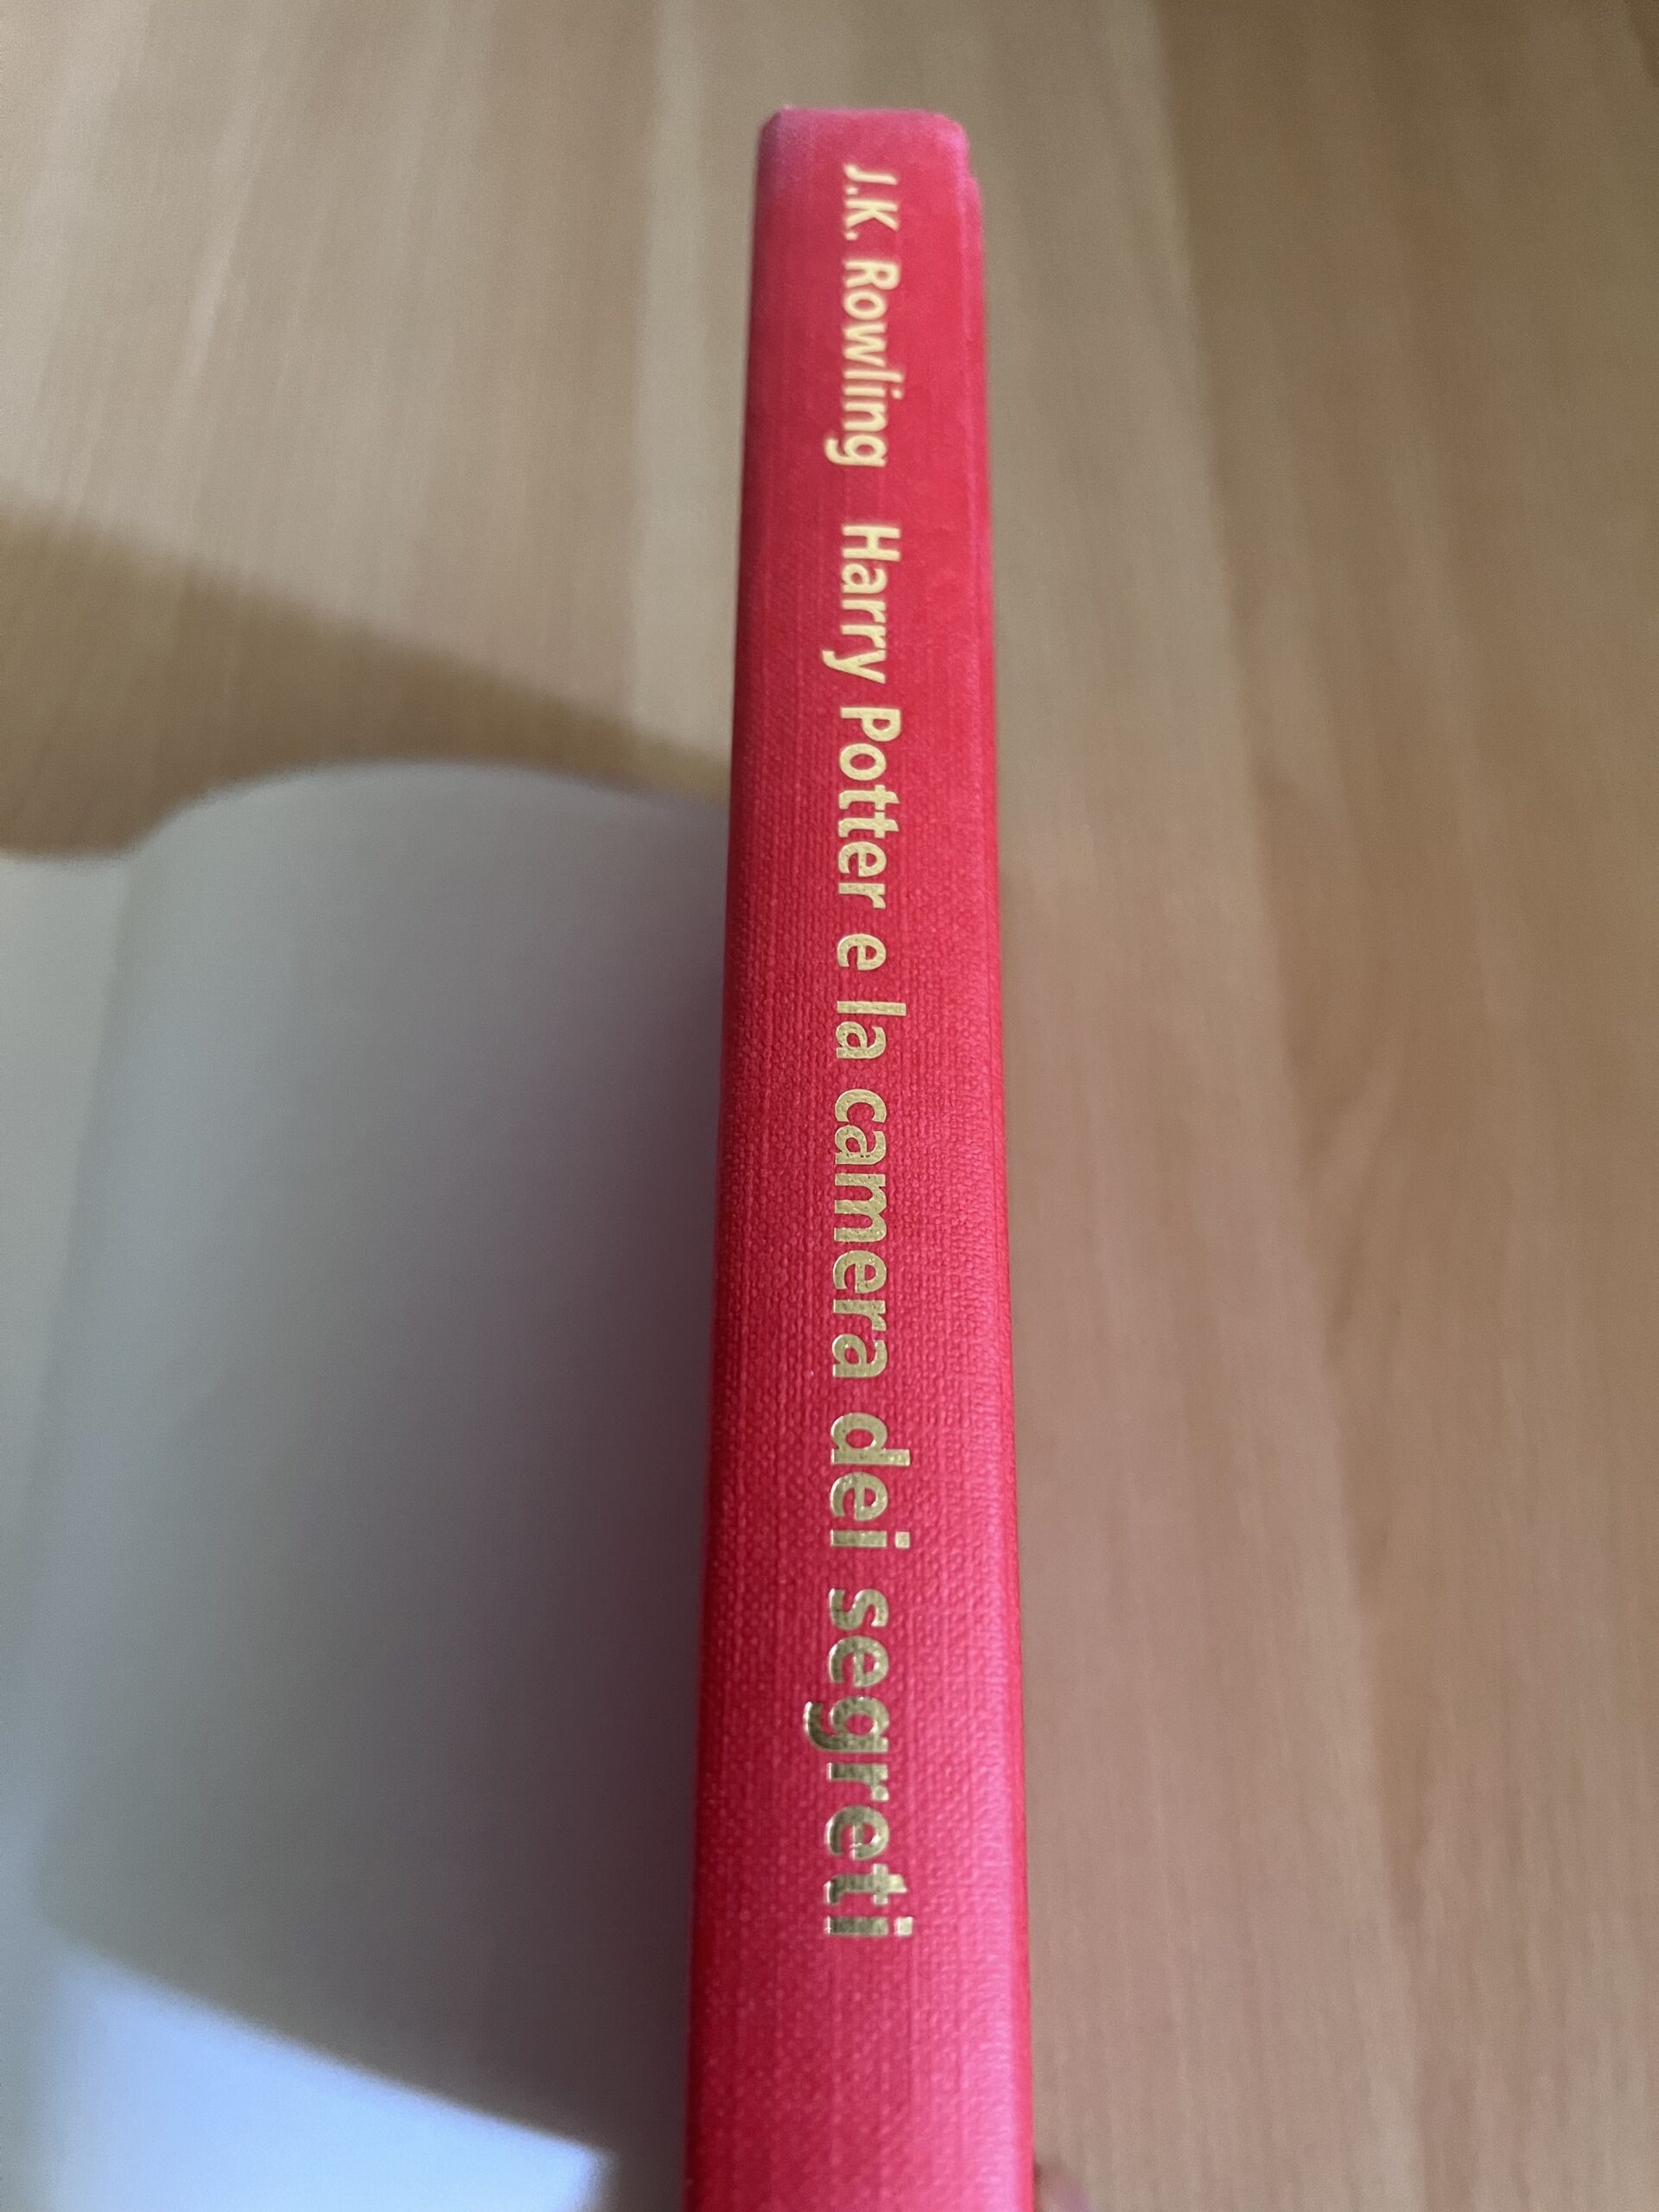 J.K. Rowling Harry Potter e la camera dei segreti